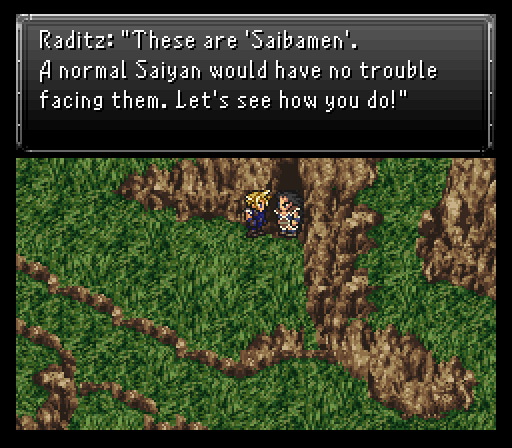 Raditz: "These are 'Saibamen'.
A normal Saiyan would have no trouble
facing them. Let's see how you do!"